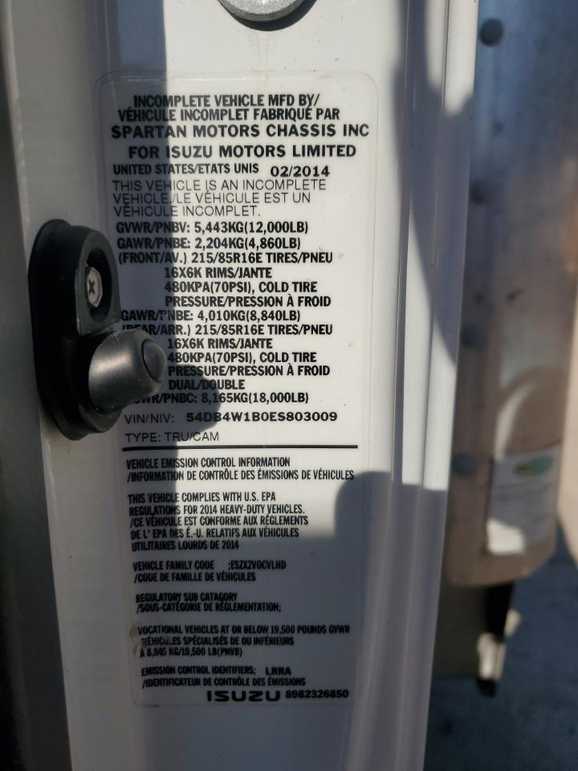 INCOMPLETE VEHICLE MFD BY/
VÉHICULE INCOMPLET FABRIQUÉ PAR
SPARTAN MOTORS CHASSIS INC
FOR ISUZU MOTORS LIMITED
UNITED STATES/ETATS UNIS 02/2014
THIS VEHICLE IS AN INCOMPLETE
VEHICLE./LE VÉHICULE EST UN
VÉHICULE INCOMPLET.
GVWR/PNBV: 5,443KG(12,000LB)
GAWR/PNBE: 2,204KG(4,860LB)
(FRONT/AV.) 215/85R16E TIRES/PNEU
16X6K RIMS/JANTE
480KPA(70PSI), COLD TIRE
PRESSURE/PRESSION À FROID
GAWR/PNBE: 4,010KG(8,840LB)
(REAR/ARR.) 215/85R16E TIRES/PNEU
16X6K RIMS/JANTE
480KPA(70PSI), COLD TIRE
PRESSURE/PRESSION À FROID
DUAL/DOUBLE
WR/PNBC: 8,165KG(18,000LB)
VIN/NIV: 54DB4W1B0ES803009
TYPE: TRU/CAM
VEHICLE EMISSION CONTROL INFORMATION
/INFORMATION DE CONTRÔLE DES ÉMISSIONS DE VÉHICULES
THIS VEHICLE COMPLIES WITH U.S. EPA
REGULATIONS FOR 2014 HEAVY-DUTY VEHICLES.
/CE VÉHICULE EST CONFORME AUX RÈGLEMENTS
DE L' EPA DES É.-U. RELATIFS AUX VÉHICULES
UTILITAIRES LOURDS DE 2014
VEHICLE FAMILY CODE ;ESZX2VOCVLHD
/CODE DE FAMILLE DE VÉHICULES
REGULATORY SUB CATAGORY
/SOUS-CATÉGORIE DE RÉGLEMENTATION;
VOCATIONAL VEHICLES AT OR BELOW 19,500 POUNDS GVWR
VÉHICULES SPÉCIALISÉS DE OU INFÉRIEURS
À 8,845 KG/19,500 LB(PNVB)
EMISSION CONTROL IDENTIFIERS; LRRA
/IDENTIFICATEUR DE CONTRÔLE DES ÉMISSIONS
ISUZU 8982326850